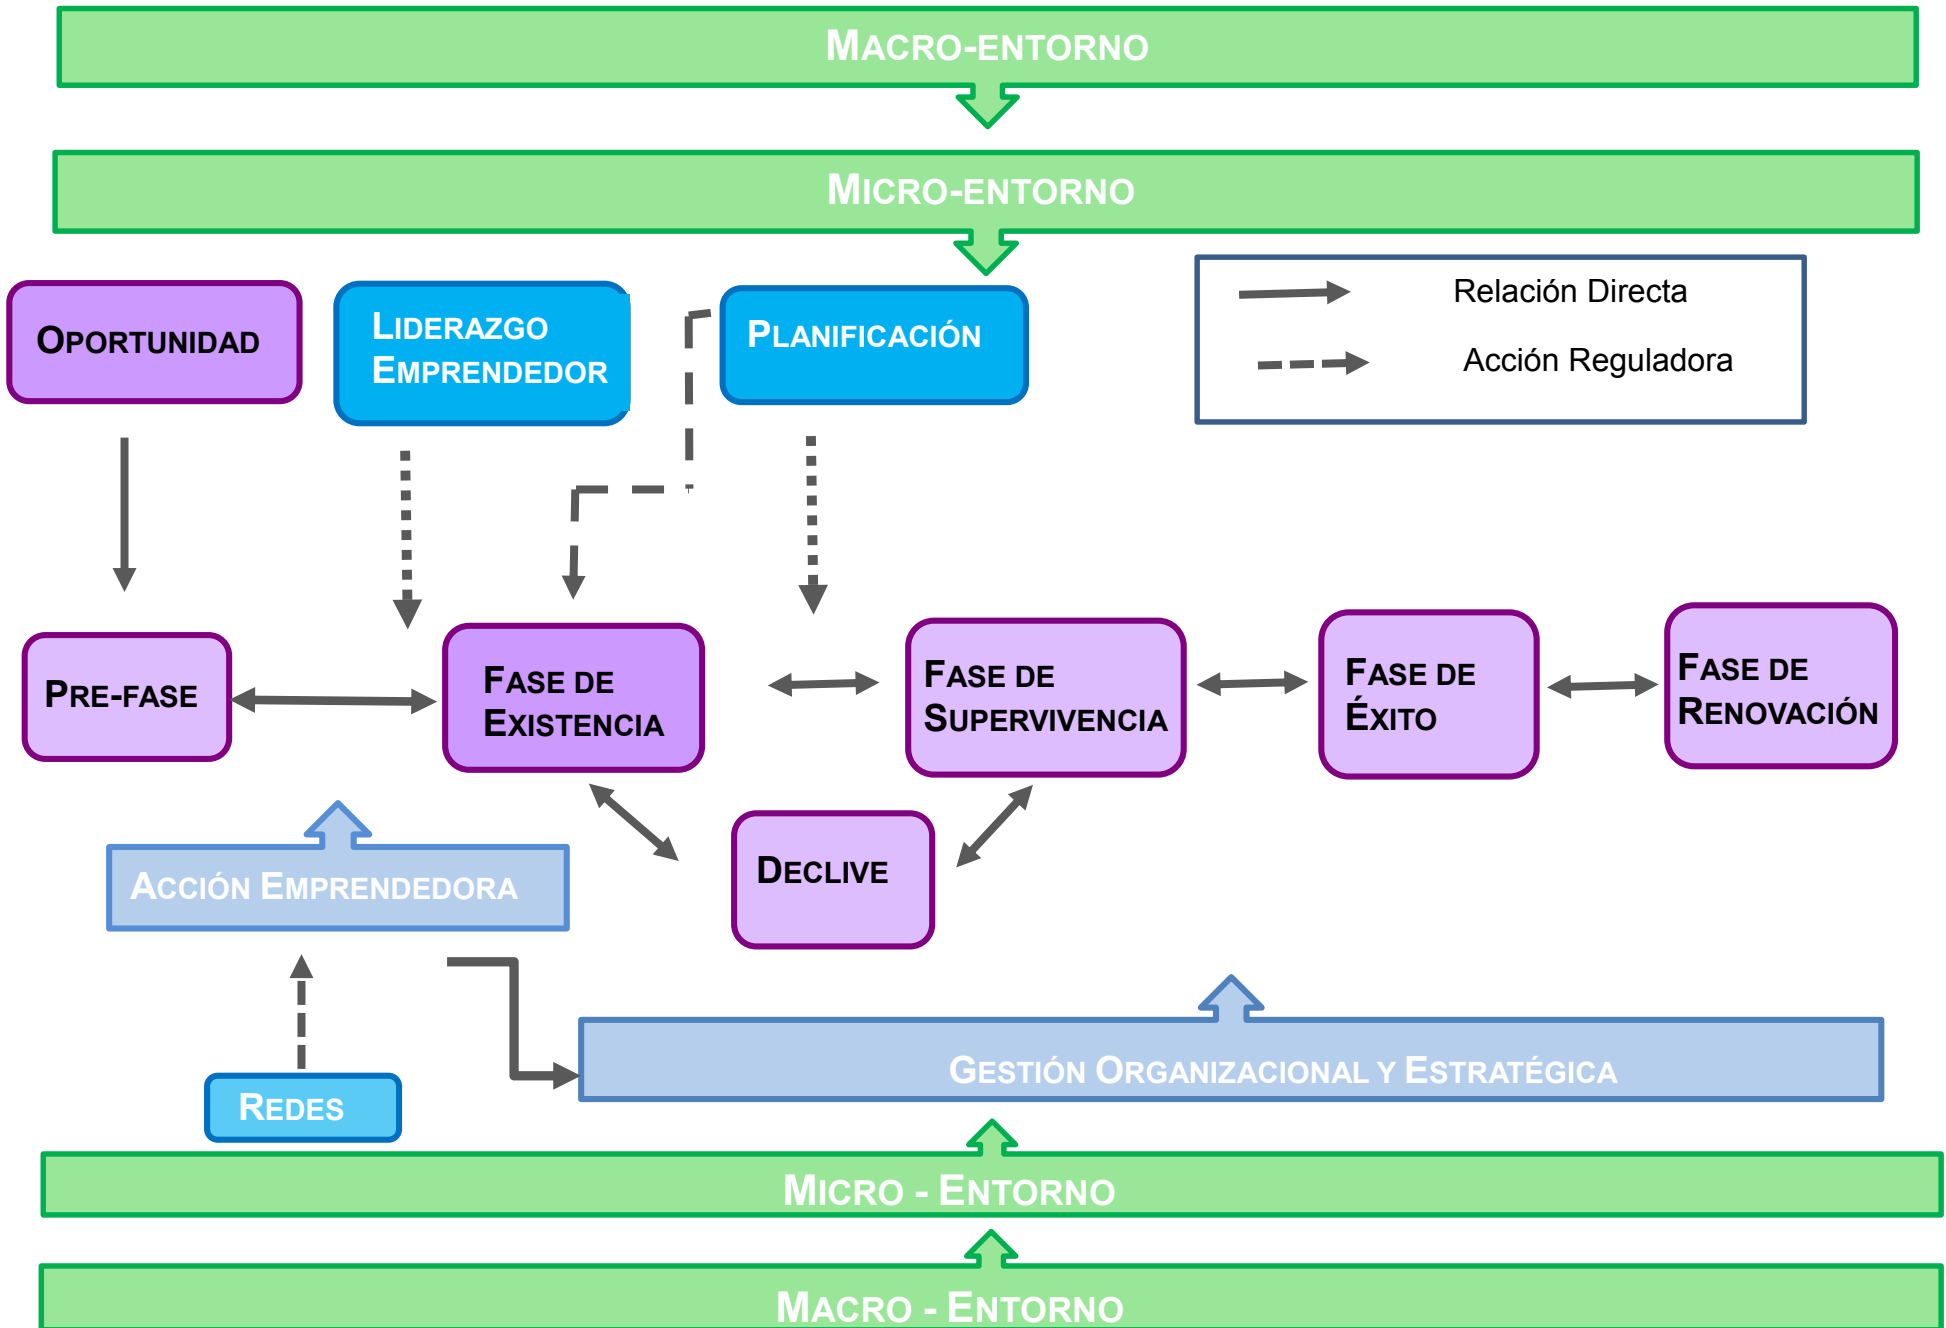 MACRO-ENTORNO
MICRO-ENTORNO
Relación Directa
Acción Reguladora
OPORTUNIDAD
LIDERAZGO
EMPRENDEDOR
PLANIFICACIÓN
PRE-FASE
FASE DE
EXISTENCIA
FASE DE
SUPERVIVENCIA
FASE DE
ÉXITO
FASE DE
RENOVACIÓN
DECLIVE
ACCIÓN EMPRENDEDORA
GESTIÓN ORGANIZACIONAL Y ESTRATÉGICA
REDES
MICRO - ENTORNO
MACRO - ENTORNO